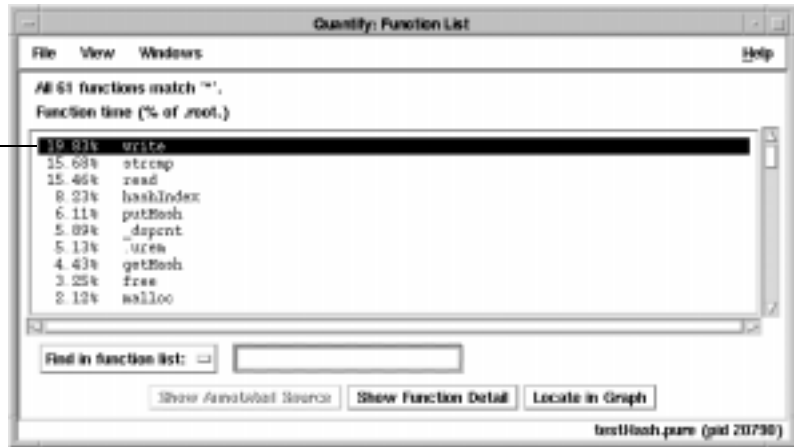 Quantify: Function List
File View Windows Help
All 61 functions match "*".
Function time (% of .root.)
19.83% write
15.68% strcmp
15.46% read
8.23% hashIndex
6.11% putHash
5.89% _doprnt
5.13% .urem
4.43% getHash
3.25% free
2.12% malloc
Find in function list:
Show Annotated Source Show Function Detail Locate in Graph
testHash.pure (pid 20790)